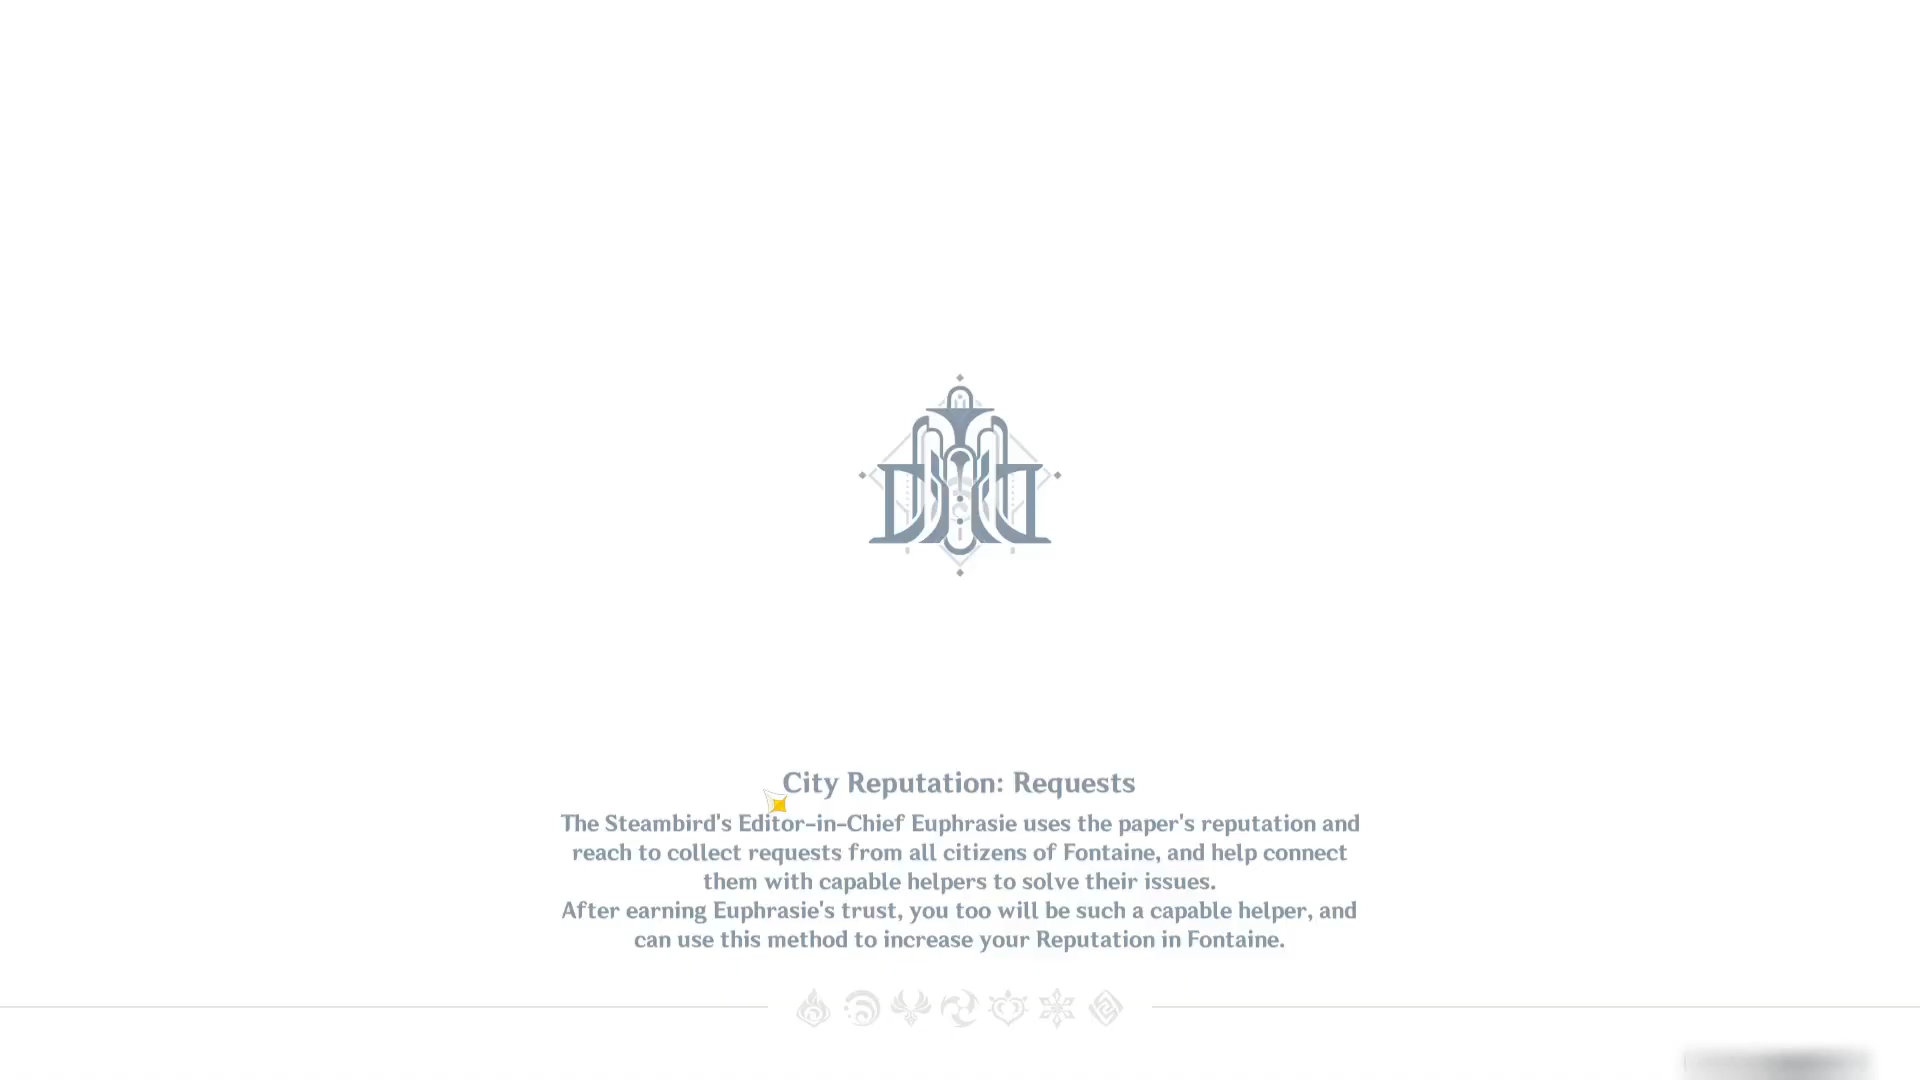 City Reputation: Requests
The Steambird's Editor-in-Chief Euphrasie uses the paper's reputation and
reach to collect requests from all citizens of Fontaine, and help connect
them with capable helpers to solve their issues.
After earning Euphrasie's trust, you too will be such a capable helper, and
can use this method to increase your Reputation in Fontaine.